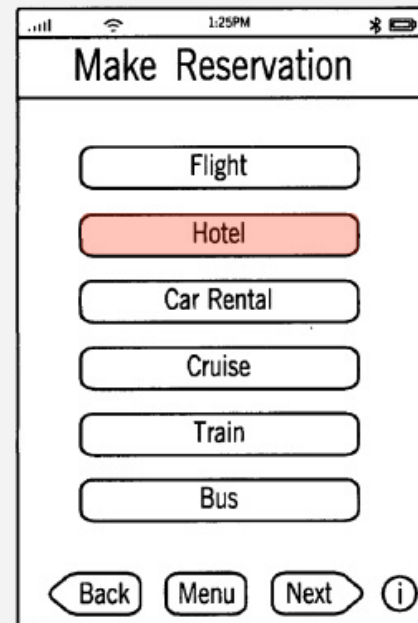 1:25PM
Make Reservation
Flight
Hotel
Car Rental
Cruise
Train
Bus
Back Menu Next i